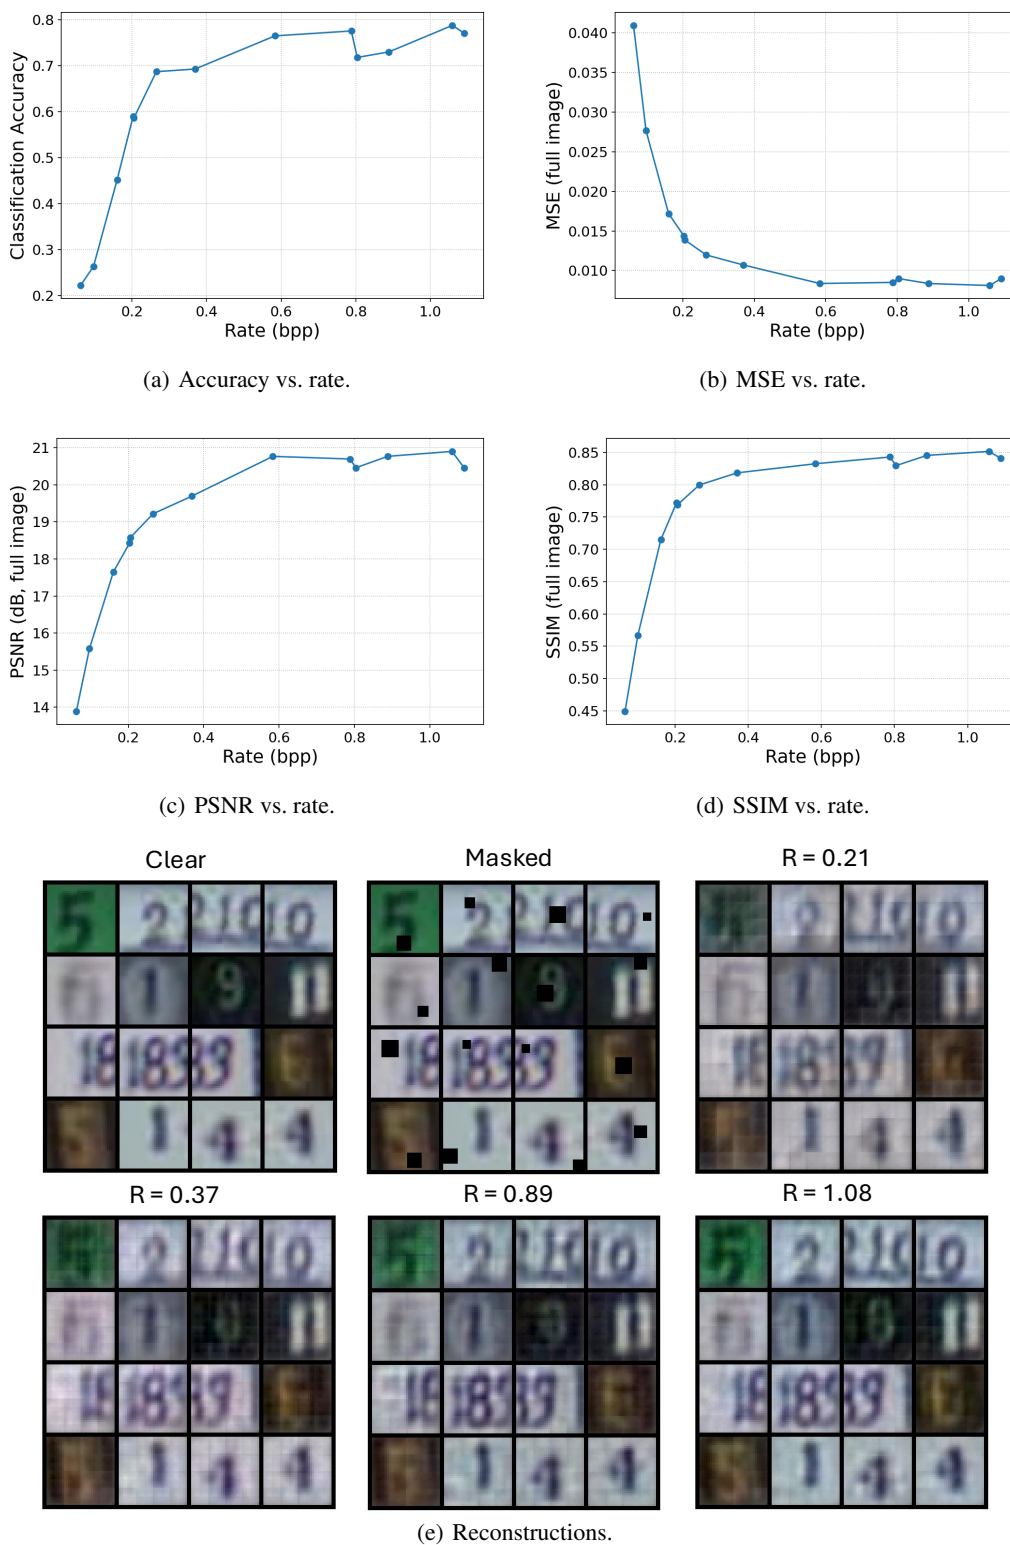 0.8
0.7
0.6
0.5
0.4
0.3
0.2
Classification Accuracy
0.2 0.4 0.6 0.8 1.0
Rate (bpp)
(a) Accuracy vs. rate.
0.040
0.035
0.030
0.025
0.020
0.015
0.010
MSE (full image)
0.2 0.4 0.6 0.8 1.0
Rate (bpp)
(b) MSE vs. rate.
21
20
19
18
17
16
15
14
PSNR (dB, full image)
0.2 0.4 0.6 0.8 1.0
Rate (bpp)
(c) PSNR vs. rate.
0.85
0.80
0.75
0.70
0.65
0.60
0.55
0.50
0.45
SSIM (full image)
0.2 0.4 0.6 0.8 1.0
Rate (bpp)
(d) SSIM vs. rate.
Clear
Masked
R = 0.21
R = 0.37
R = 0.89
R = 1.08
(e) Reconstructions.